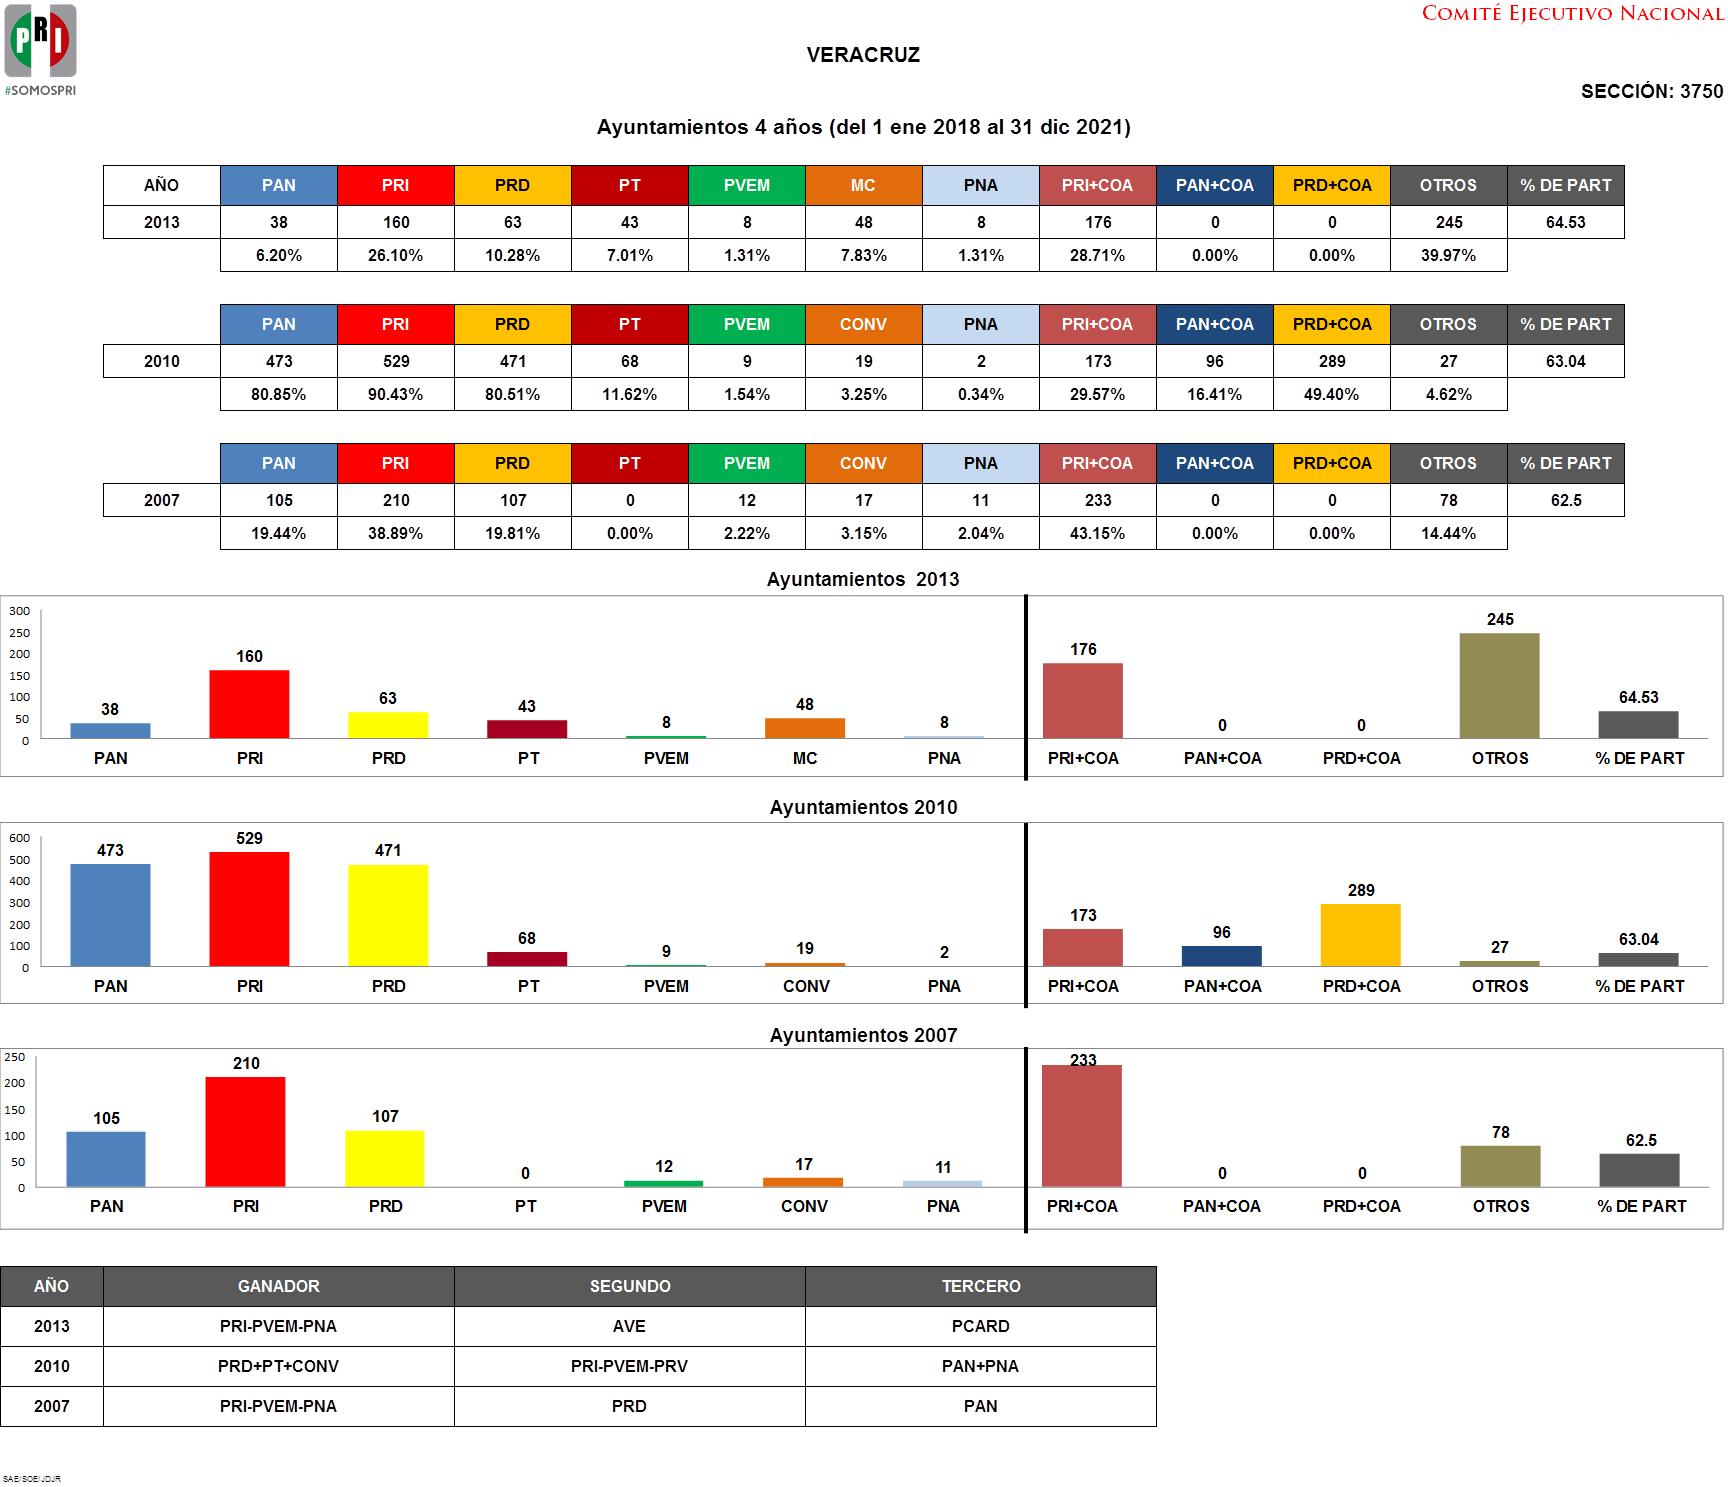 PRI
#SOMOSPRI
COMITÉ EJECUTIVO NACIONAL
VERACRUZ
SECCIÓN: 3750
Ayuntamientos 4 años (del 1 ene 2018 al 31 dic 2021)
AÑO PAN PRI PRD PT PVEM MC PNA PRI+COA PAN+COA PRD+COA OTROS % DE PART
2013 38 160 63 43 8 48 8 176 0 0 245 64.53
6.20% 26.10% 10.28% 7.01% 1.31% 7.83% 1.31% 28.71% 0.00% 0.00% 39.97%
PAN PRI PRD PT PVEM CONV PNA PRI+COA PAN+COA PRD+COA OTROS % DE PART
2010 473 529 471 68 9 19 2 173 96 289 27 63.04
80.85% 90.43% 80.51% 11.62% 1.54% 3.25% 0.34% 29.57% 16.41% 49.40% 4.62%
PAN PRI PRD PT PVEM CONV PNA PRI+COA PAN+COA PRD+COA OTROS % DE PART
2007 105 210 107 0 12 17 11 233 0 0 78 62.5
19.44% 38.89% 19.81% 0.00% 2.22% 3.15% 2.04% 43.15% 0.00% 0.00% 14.44%
Ayuntamientos 2013
300
250
200
150
100
50
0
38 160 63 43 8 48 8 176 0 0 245 64.53
PAN PRI PRD PT PVEM MC PNA PRI+COA PAN+COA PRD+COA OTROS % DE PART
Ayuntamientos 2010
600
500
400
300
200
100
0
473 529 471 68 9 19 2 173 96 289 27 63.04
PAN PRI PRD PT PVEM CONV PNA PRI+COA PAN+COA PRD+COA OTROS % DE PART
Ayuntamientos 2007
250
200
150
100
50
0
105 210 107 0 12 17 11 233 0 0 78 62.5
PAN PRI PRD PT PVEM CONV PNA PRI+COA PAN+COA PRD+COA OTROS % DE PART
AÑO GANADOR SEGUNDO TERCERO
2013 PRI-PVEM-PNA AVE PCARD
2010 PRD+PT+CONV PRI-PVEM-PRV PAN+PNA
2007 PRI-PVEM-PNA PRD PAN
SAE/SOE/JDJR